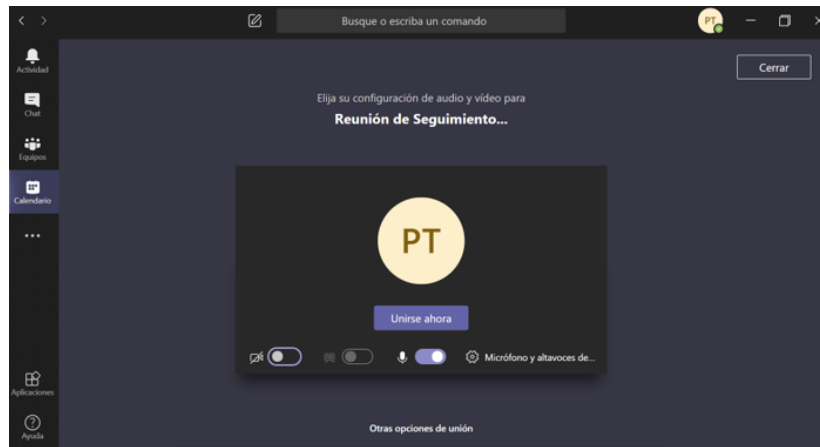 Busque o escriba un comando
PT
Actividad
Chat
Equipos
Calendario
Aplicaciones
Ayuda
Cerrar
Elija su configuración de audio y vídeo para
Reunión de Seguimiento...
PT
Unirse ahora
Micrófono y altavoces de...
Otras opciones de unión